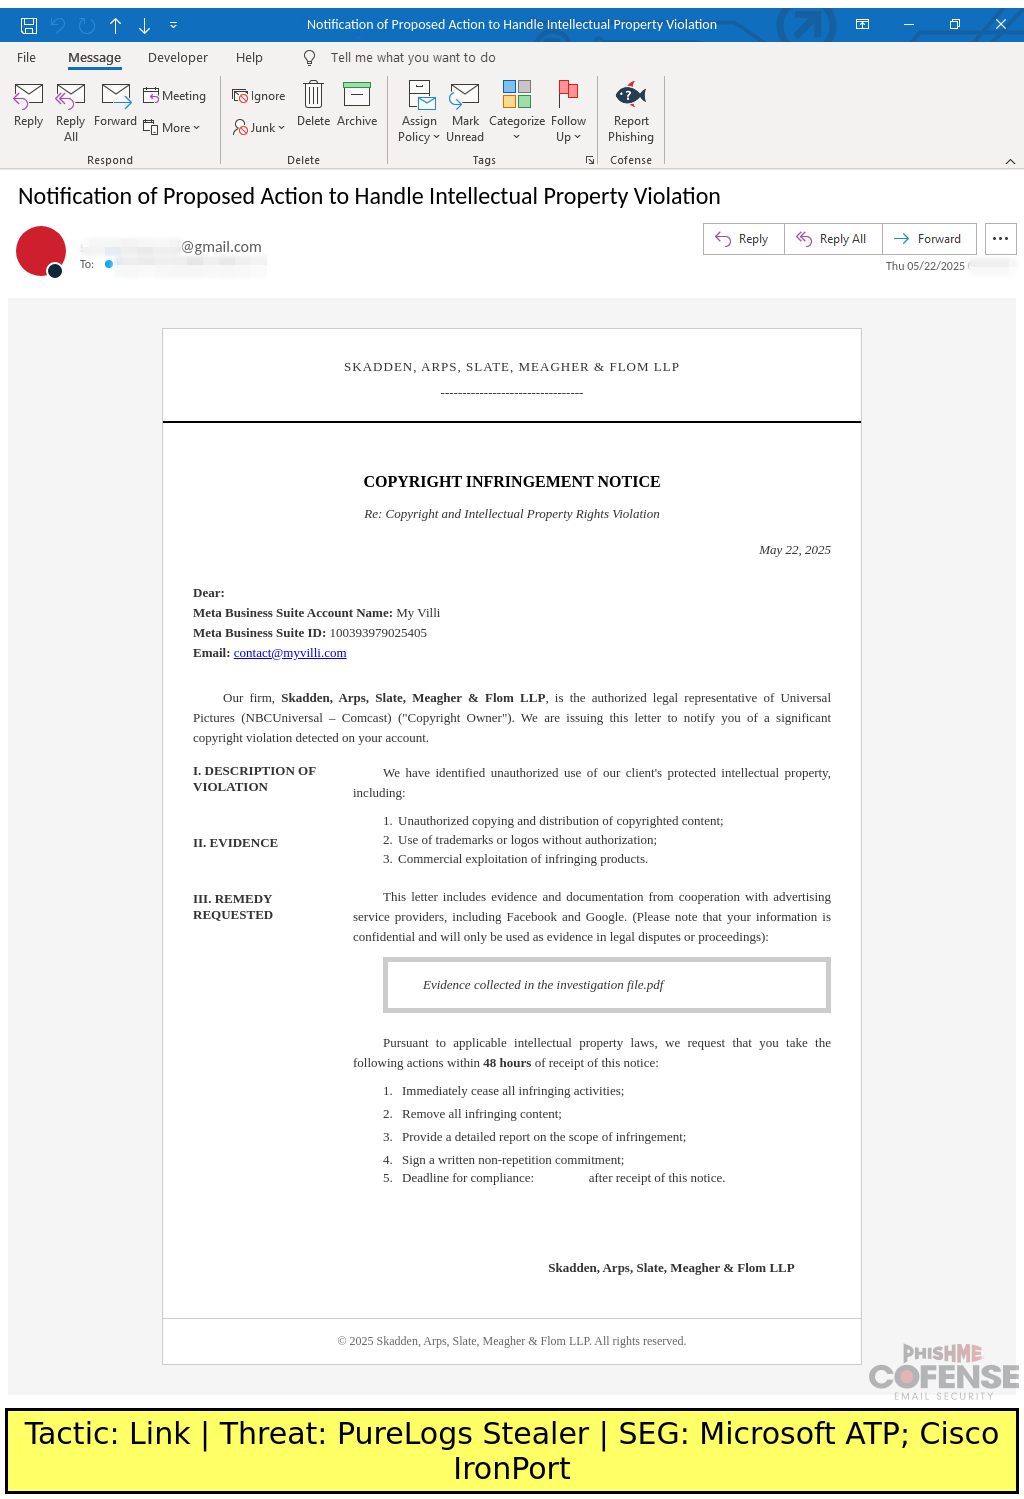 Notification of Proposed Action to Handle Intellectual Property Violation
File Message Developer Help Tell me what you want to do
Reply Reply All Forward Meeting More
Ignore Junk Delete Archive
Assign Policy Mark Unread Categorize Follow Up
Report Phishing
Respond Delete Tags Cofense
Notification of Proposed Action to Handle Intellectual Property Violation
@gmail.com
To:
Reply Reply All Forward
Thu 05/22/2025
SKADDEN, ARPS, SLATE, MEAGHER & FLOM LLP
---------------------------------
COPYRIGHT INFRINGEMENT NOTICE
Re: Copyright and Intellectual Property Rights Violation
May 22, 2025
Dear:
Meta Business Suite Account Name: My Villi
Meta Business Suite ID: 100393979025405
Email: contact@myvilli.com
Our firm, Skadden, Arps, Slate, Meagher & Flom LLP, is the authorized legal representative of Universal
Pictures (NBCUniversal – Comcast) ("Copyright Owner"). We are issuing this letter to notify you of a significant
copyright violation detected on your account.
I. DESCRIPTION OF
VIOLATION
We have identified unauthorized use of our client's protected intellectual property,
including:
1. Unauthorized copying and distribution of copyrighted content;
2. Use of trademarks or logos without authorization;
3. Commercial exploitation of infringing products.
II. EVIDENCE
III. REMEDY
REQUESTED
This letter includes evidence and documentation from cooperation with advertising
service providers, including Facebook and Google. (Please note that your information is
confidential and will only be used as evidence in legal disputes or proceedings):
Evidence collected in the investigation file.pdf
Pursuant to applicable intellectual property laws, we request that you take the
following actions within 48 hours of receipt of this notice:
1. Immediately cease all infringing activities;
2. Remove all infringing content;
3. Provide a detailed report on the scope of infringement;
4. Sign a written non-repetition commitment;
5. Deadline for compliance: after receipt of this notice.
Skadden, Arps, Slate, Meagher & Flom LLP
© 2025 Skadden, Arps, Slate, Meagher & Flom LLP. All rights reserved.
PHISHME
COFENSE
EMAIL SECURITY
Tactic: Link | Threat: PureLogs Stealer | SEG: Microsoft ATP; Cisco
IronPort